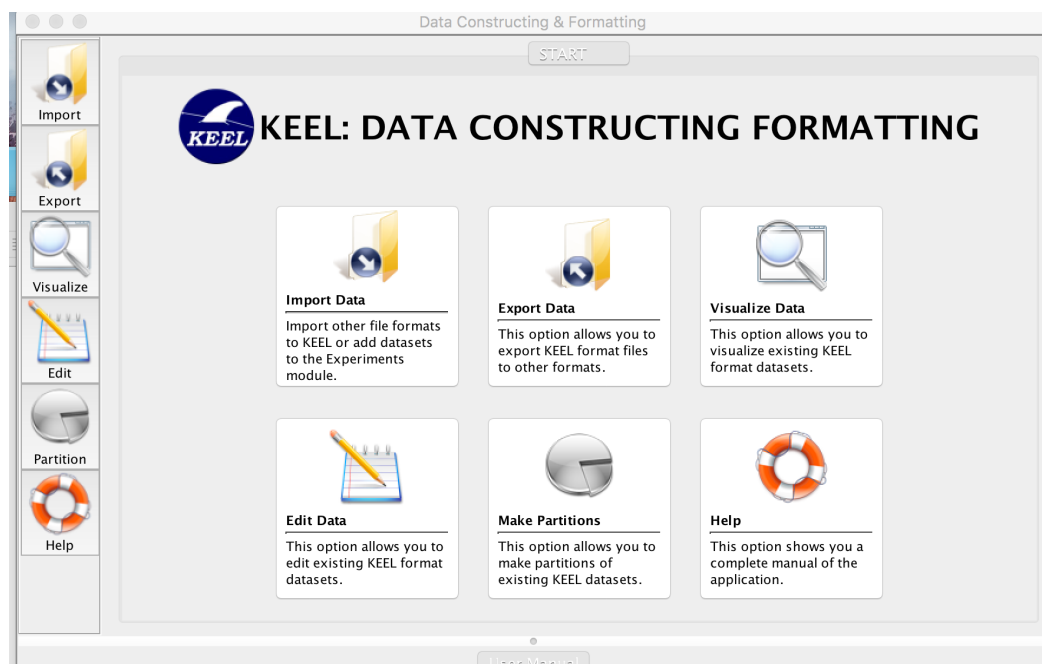 Data Constructing & Formatting
START
Import
Export
Visualize
Edit
Partition
Help
KEEL
KEEL: DATA CONSTRUCTING FORMATTING
Import Data
Import other file formats
to KEEL or add datasets
to the Experiments
module.
Export Data
This option allows you to
export KEEL format files
to other formats.
Visualize Data
This option allows you to
visualize existing KEEL
format datasets.
Edit Data
This option allows you to
edit existing KEEL format
datasets.
Make Partitions
This option allows you to
make partitions of
existing KEEL datasets.
Help
This option shows you a
complete manual of the
application.
User Manual